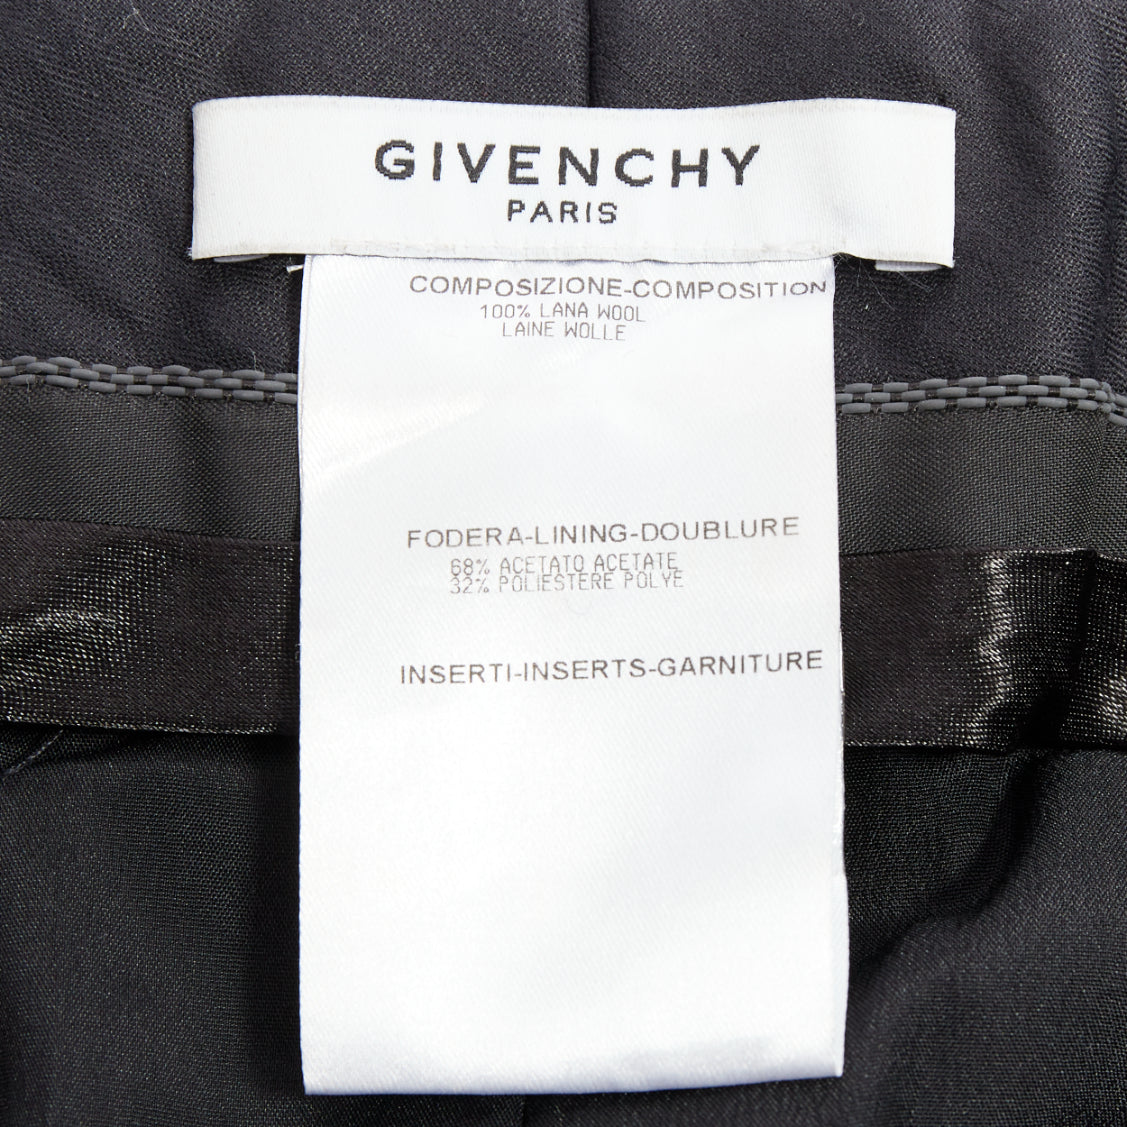 GIVENCHY
PARIS
COMPOSIZIONE-COMPOSITION
100% LANA WOOL
LAINE WOLLE
FODERA-LINING-DOUBLURE
68% ACETATO ACETATE
32% POLIESTERE POLYE
INSERTI-INSERTS-GARNITURE